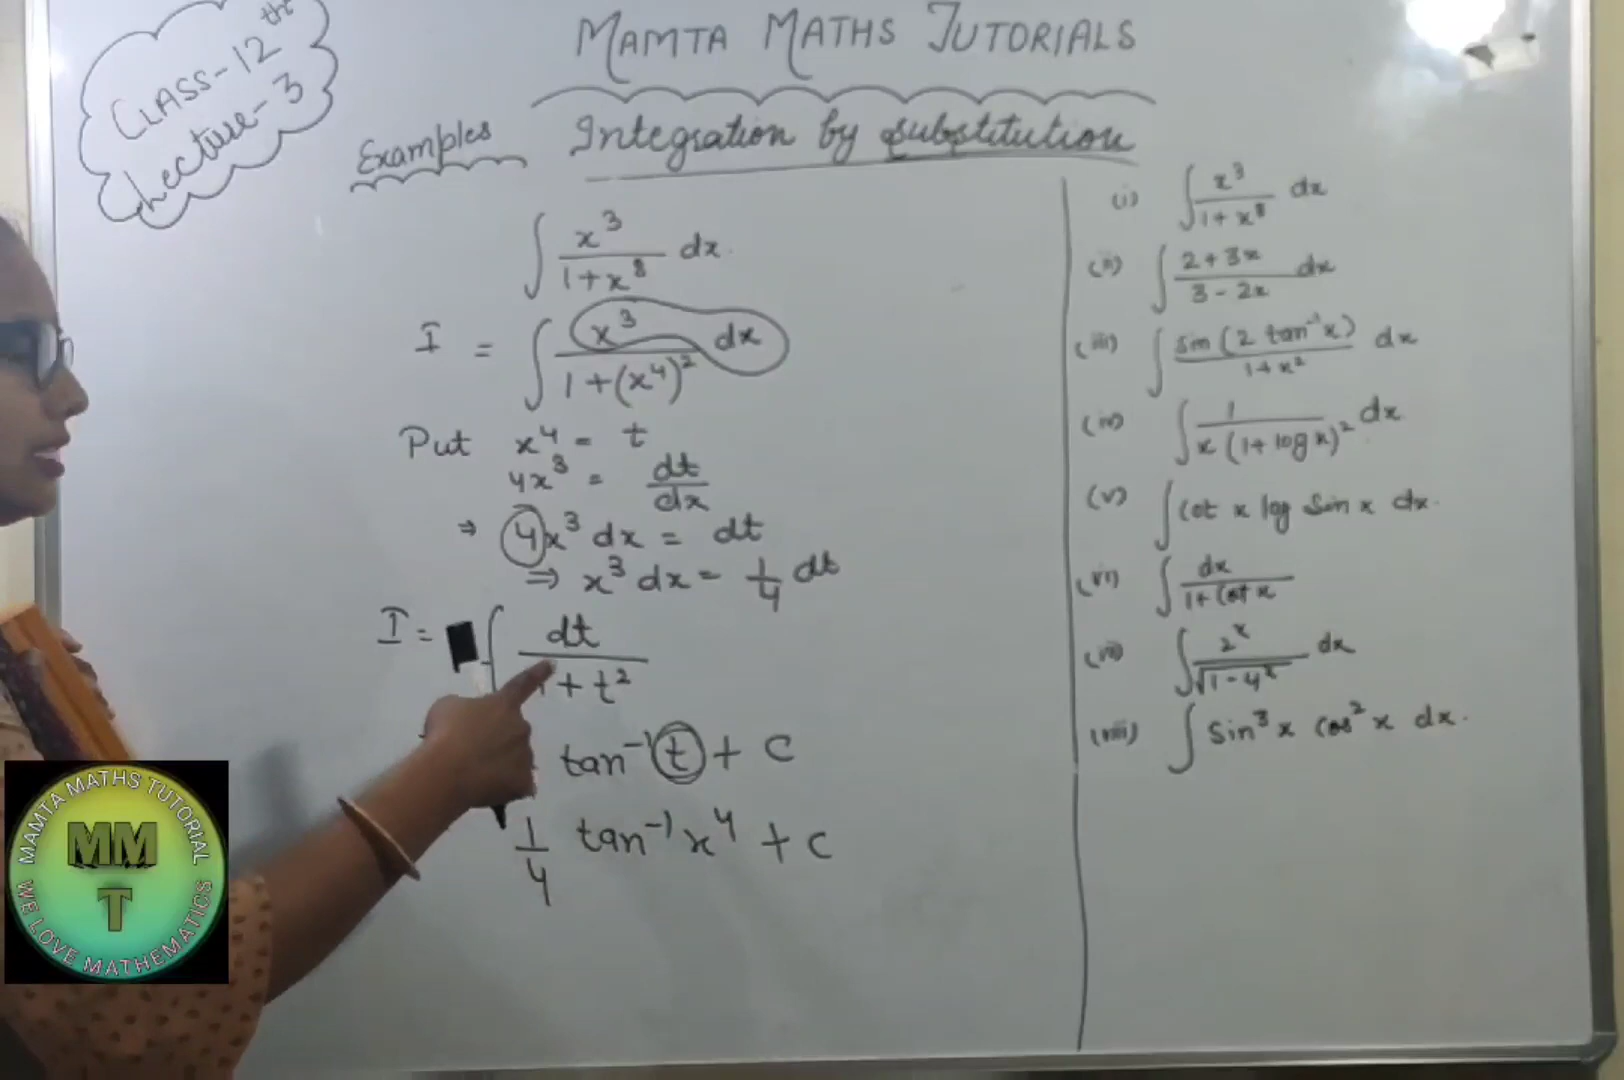 CLASS-12th
Lecture-3
MAMTA MATHS TUTORIALS
Examples
Integration by substitution
∫ x³/(1+x⁸) dx.
I = ∫ x³ dx/(1+(x⁴)²)
Put x⁴ = t
4x³ = dt/dx
⇒ 4x³ dx = dt
⇒ x³ dx = 1/4 dt
I = ∫ dt/(1+t²)
tan⁻¹ t + C
1/4 tan⁻¹ x⁴ + C
(i) ∫ x³/(1+x⁸) dx
(ii) ∫ (2+3x)/(3-2x) dx
(iii) ∫ sin(2 tan⁻¹x)/(1+x²) dx
(iv) ∫ 1/(x(1+log x)²) dx
(v) ∫ Cot x log Sin x dx.
(vi) ∫ dx/(1+Cot x)
(vii) ∫ 2ˣ/√(1-4ˣ) dx
(viii) ∫ Sin³x cos²x dx.
MAMTA MATHS TUTORIAL
MM
T
WE LOVE MATHEMATICS